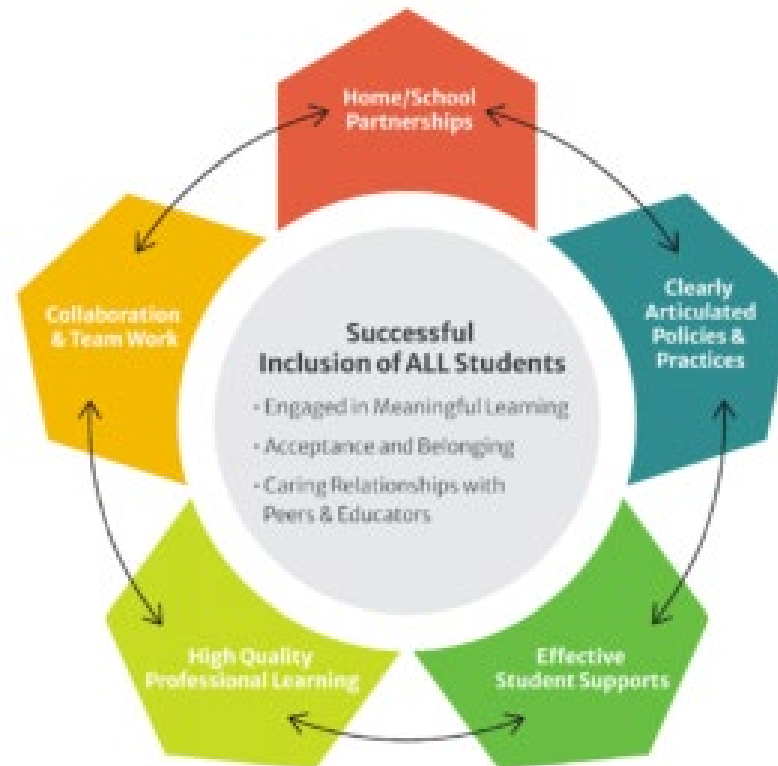 Home/School
Partnerships
Clearly
Articulated
Policies &
Practices
Effective
Student Supports
High Quality
Professional Learning
Collaboration
& Team Work
Successful
Inclusion of ALL Students
• Engaged in Meaningful Learning
• Acceptance and Belonging
• Caring Relationships with
Peers & Educators